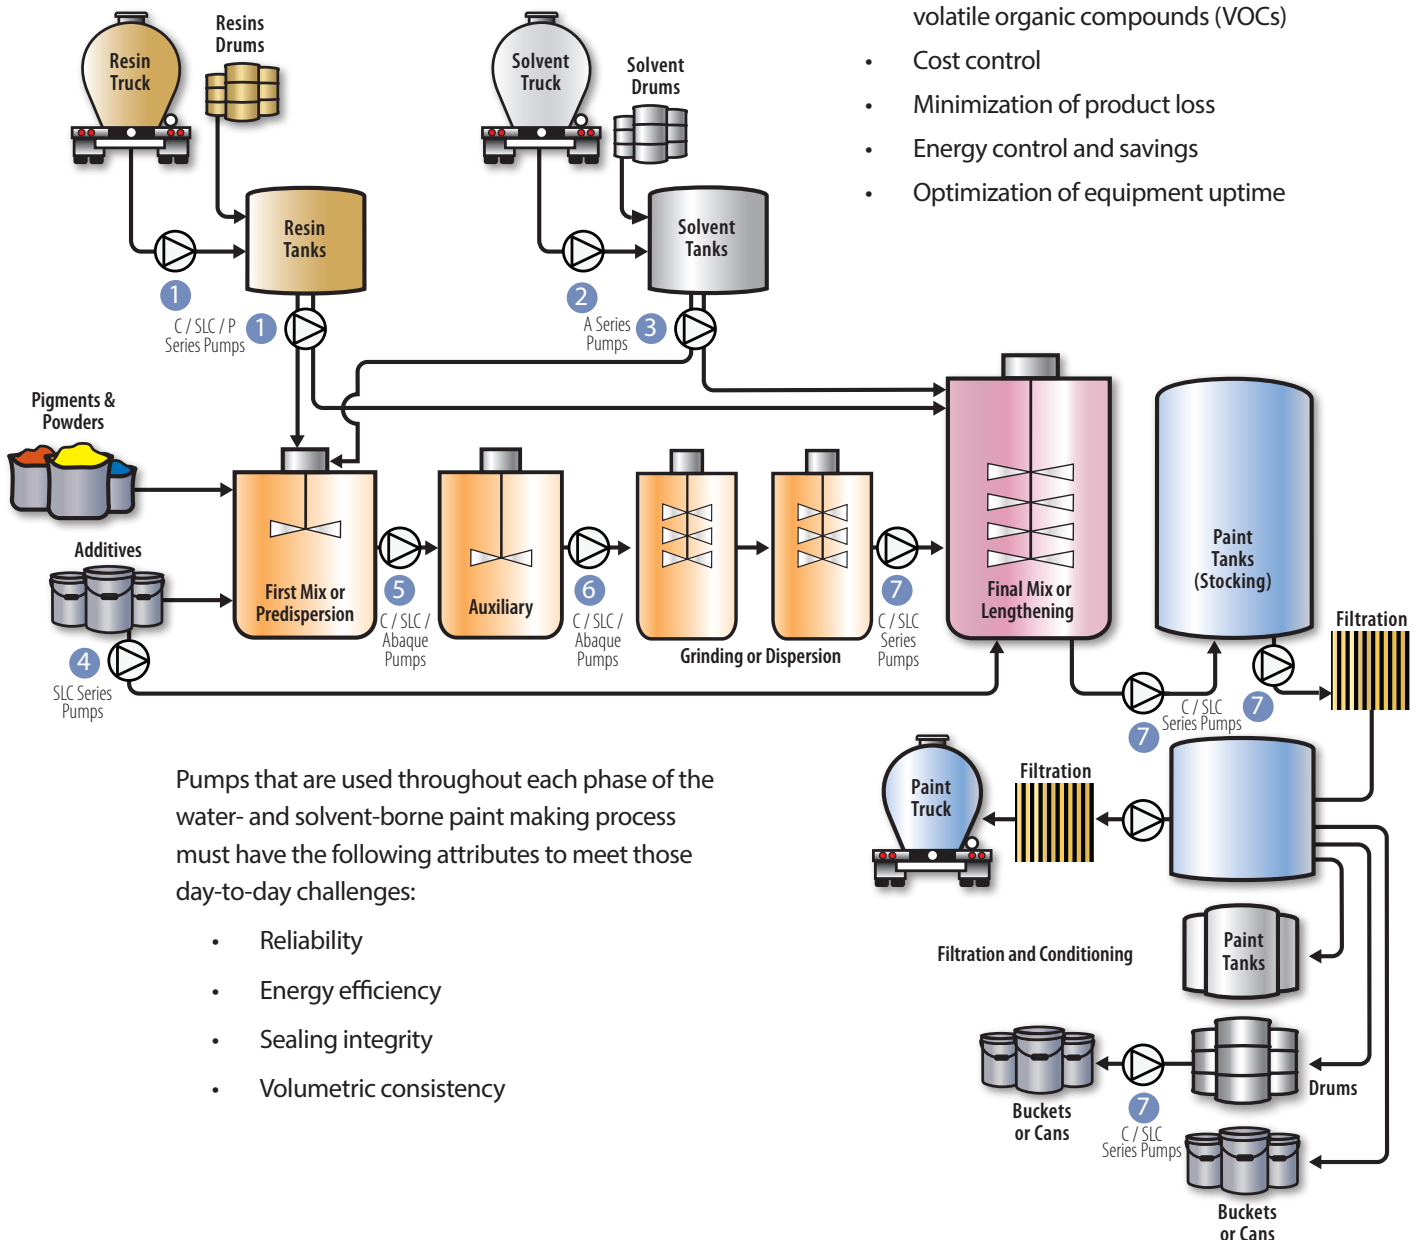 volatile organic compounds (VOCs)
• Cost control
• Minimization of product loss
• Energy control and savings
• Optimization of equipment uptime
Resin
Truck
Resins
Drums
Solvent
Truck
Solvent
Drums
Resin
Tanks
Solvent
Tanks
1
C / SLC / P
Series Pumps
1
2
A Series
Pumps
3
Pigments &
Powders
Additives
First Mix or
Predispersion
Auxiliary
Grinding or Dispersion
Final Mix or
Lengthening
Paint
Tanks
(Stocking)
Filtration
4
SLC Series
Pumps
5
C / SLC /
Abaque
Pumps
6
C / SLC /
Abaque
Pumps
7
C / SLC
Series
Pumps
7
C / SLC
Series Pumps
7
Pumps that are used throughout each phase of the
water- and solvent-borne paint making process
must have the following attributes to meet those
day-to-day challenges:
• Reliability
• Energy efficiency
• Sealing integrity
• Volumetric consistency
Paint
Truck
Filtration
Filtration and Conditioning
Paint
Tanks
Drums
Buckets
or Cans
7
C / SLC
Series Pumps
Buckets
or Cans